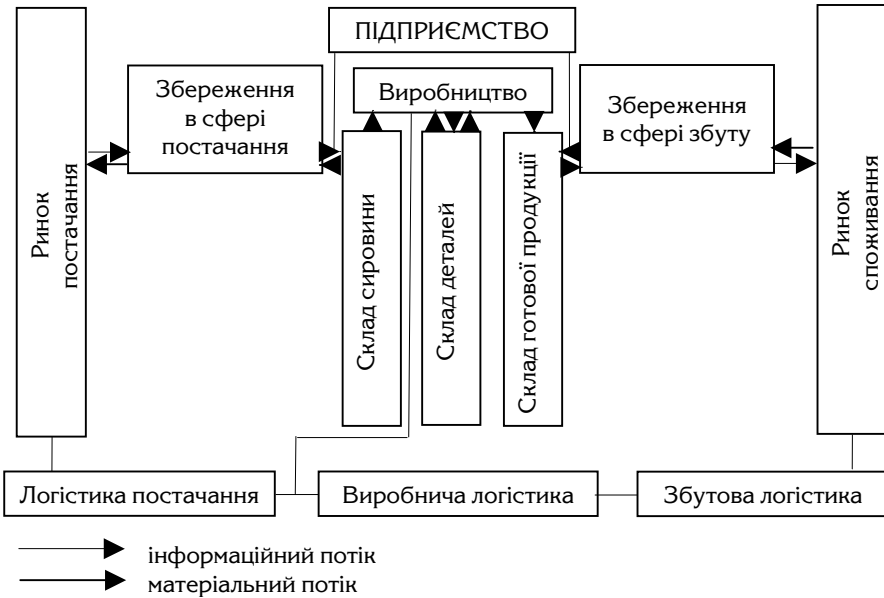 ПІДПРИЄМСТВО
Виробництво
Збереження
в сфері
постачання
Збереження
в сфері збуту
Ринок
постачання
Склад сировини
Склад деталей
Склад готової продукції
Ринок
споживання
Логістика постачання
Виробнича логістика
Збутова логістика
інформаційний потік
матеріальний потік